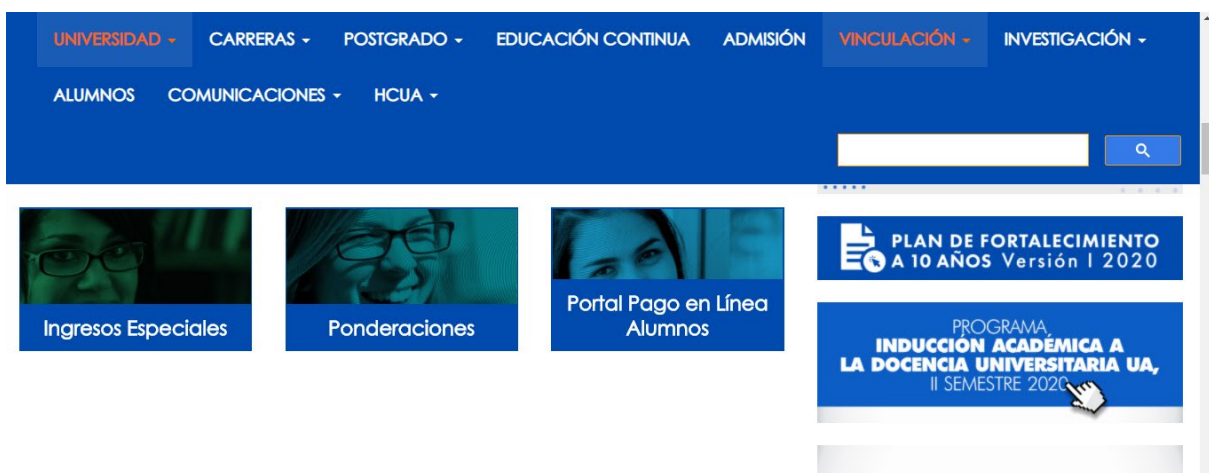 UNIVERSIDAD CARRERAS POSTGRADO EDUCACIÓN CONTINUA ADMISIÓN VINCULACIÓN INVESTIGACIÓN
ALUMNOS COMUNICACIONES HCUA
Ingresos Especiales
Ponderaciones
Portal Pago en Línea
Alumnos
PLAN DE FORTALECIMIENTO
A 10 AÑOS Versión I 2020
PROGRAMA
INDUCCIÓN ACADÉMICA A
LA DOCENCIA UNIVERSITARIA UA,
II SEMESTRE 2020